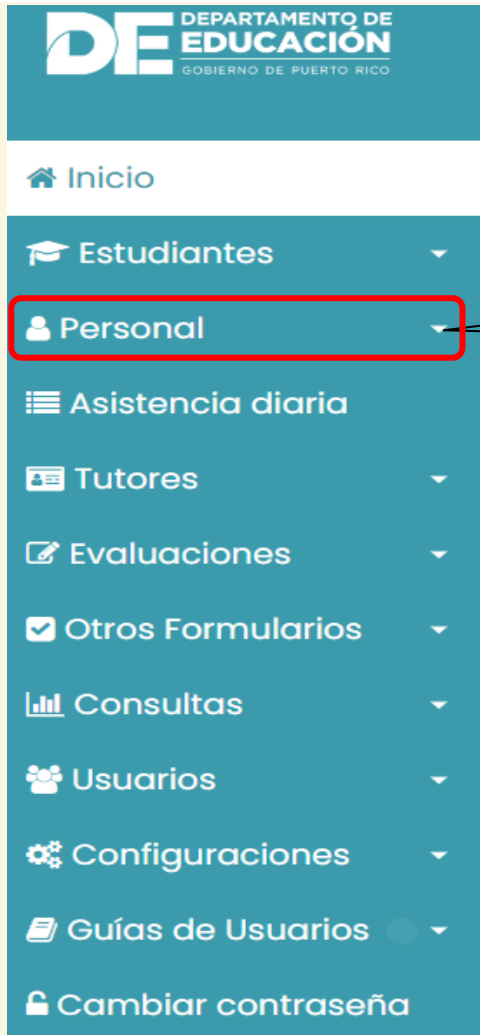 DE DEPARTAMENTO DE
EDUCACIÓN
GOBIERNO DE PUERTO RICO
Inicio
Estudiantes
Personal
Asistencia diaria
Tutores
Evaluaciones
Otros Formularios
Consultas
Usuarios
Configuraciones
Guías de Usuarios
Cambiar contraseña